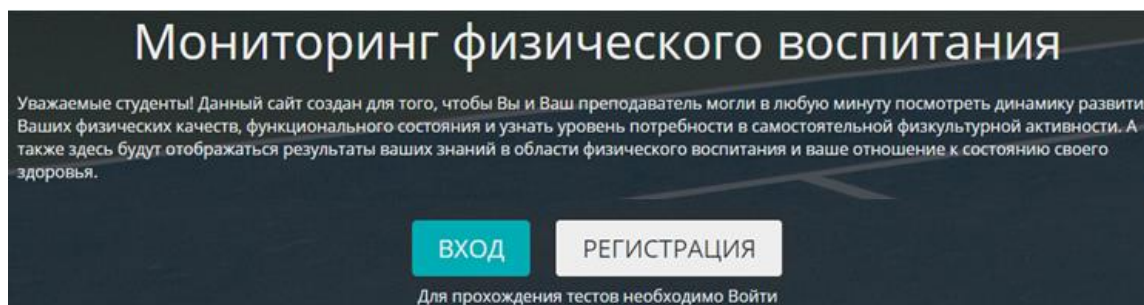 Мониторинг физического воспитания
Уважаемые студенты! Данный сайт создан для того, чтобы Вы и Ваш преподаватель могли в любую минуту посмотреть динамику развити
Ваших физических качеств, функционального состояния и узнать уровень потребности в самостоятельной физкультурной активности. А
также здесь будут отображаться результаты ваших знаний в области физического воспитания и ваше отношение к состоянию своего
здоровья.
ВХОД РЕГИСТРАЦИЯ
Для прохождения тестов необходимо Войти